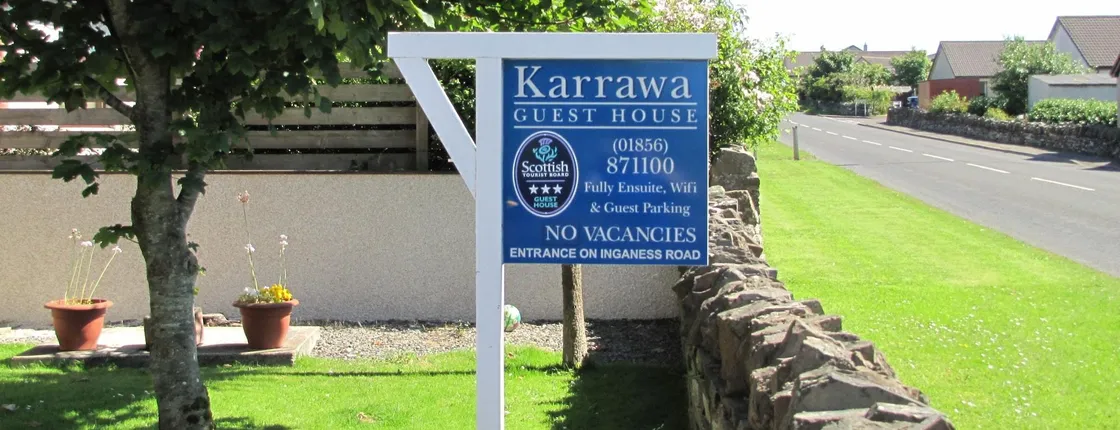 Karrawa
GUEST HOUSE
(01856)
871100
Scottish
TOURIST BOARD
GUEST
HOUSE
Fully Ensuite, Wifi
& Guest Parking
NO VACANCIES
ENTRANCE ON INGANESS ROAD